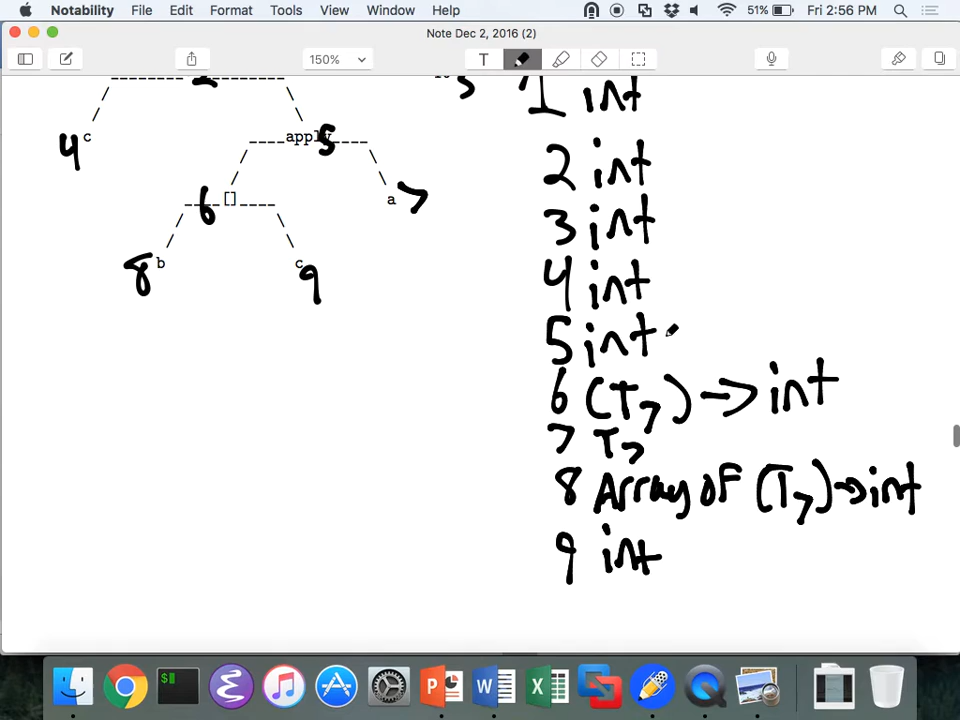 Notability File Edit Format Tools View Window Help 51% Fri 2:56 PM
Note Dec 2, 2016 (2)
150% T
1 int
4 c
apply 5
2 int
6 [] a 7
3 int
8 b c 9
4 int
5 int
6 (T7) -> int
7 T7
8 Array of (T7) -> int
9 int